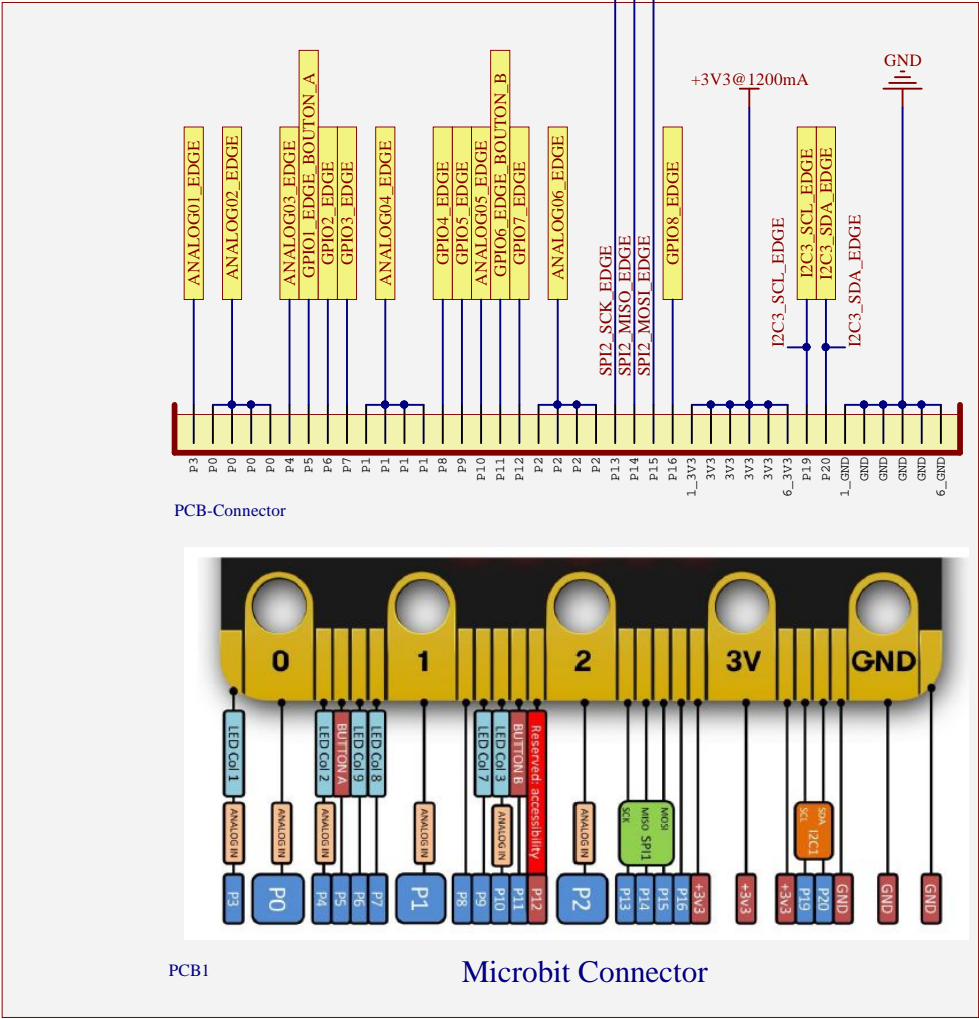 +3V3@1200mA
GND
ANALOG01_EDGE
ANALOG02_EDGE
ANALOG03_EDGE
GPIO1_EDGE_BOUTON_A
GPIO2_EDGE
GPIO3_EDGE
ANALOG04_EDGE
GPIO4_EDGE
GPIO5_EDGE
ANALOG05_EDGE
GPIO6_EDGE_BOUTON_B
GPIO7_EDGE
ANALOG06_EDGE
SPI2_SCK_EDGE
SPI2_MISO_EDGE
SPI2_MOSI_EDGE
GPIO8_EDGE
I2C3_SCL_EDGE
I2C3_SCL_EDGE
I2C3_SDA_EDGE
I2C3_SDA_EDGE
P3
P0
P0
P0
P0
P4
P5
P6
P7
P1
P1
P1
P1
P8
P9
P10
P11
P12
P2
P2
P2
P2
P13
P14
P15
P16
1_3V3
3V3
3V3
3V3
3V3
6_3V3
P19
P20
1_GND
GND
GND
GND
GND
6_GND
PCB-Connector
0
1
2
3V
GND
LED Col 1
LED Col 2
BUTTON A
LED Col 9
LED Col 8
LED Col 7
LED Col 3
BUTTON B
Reserved: accessibility
ANALOG IN
ANALOG IN
ANALOG IN
ANALOG IN
ANALOG IN
ANALOG IN
SCK
MISO SPI1
MOSI
SCL
SDA I2C1
P3
P0
P4
P5
P6
P7
P1
P8
P9
P10
P11
P12
P2
P13
P14
P15
P16
+3v3
+3v3
+3v3
P19
P20
GND
GND
GND
PCB1
Microbit Connector